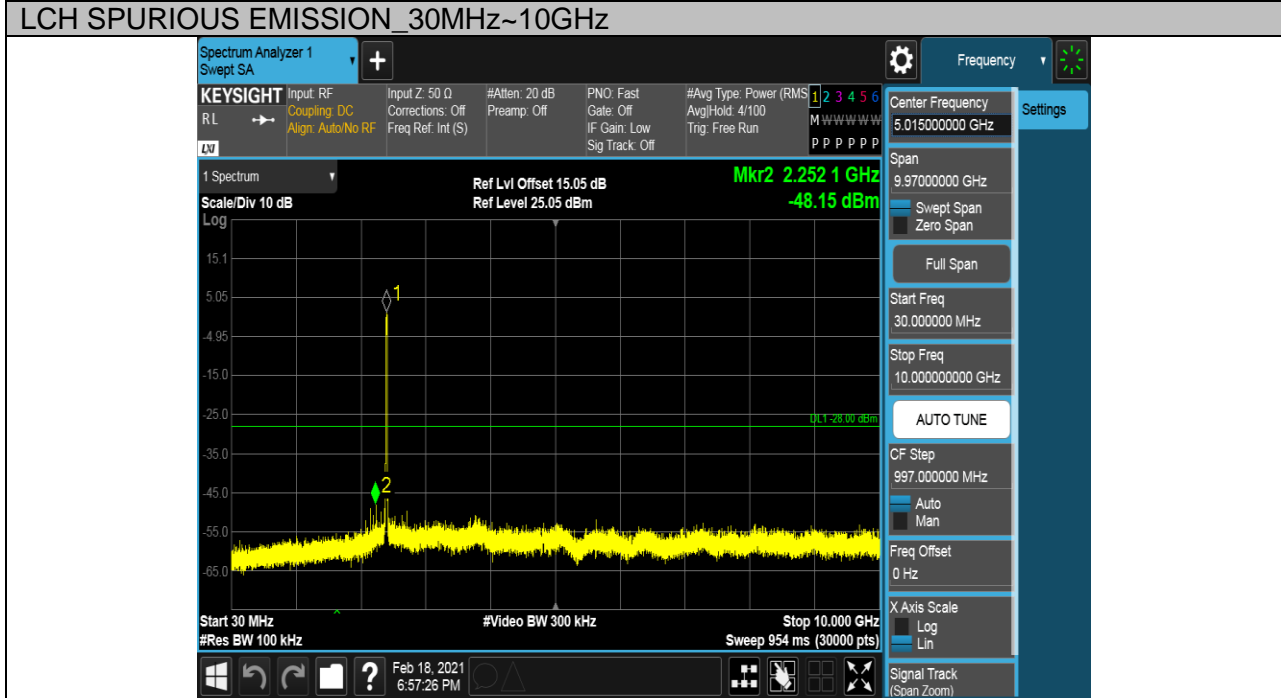 LCH SPURIOUS EMISSION_30MHz~10GHz
Spectrum Analyzer 1
Swept SA
+
Frequency
KEYSIGHT
RL
LXI
Input: RF
Coupling: DC
Align: Auto/No RF
Input Z: 50 Ω
Corrections: Off
Freq Ref: Int (S)
#Atten: 20 dB
Preamp: Off
PNO: Fast
Gate: Off
IF Gain: Low
Sig Track: Off
#Avg Type: Power (RMS
Avg|Hold: 4/100
Trig: Free Run
1 2 3 4 5 6
M W W W W W
P P P P P P
1 Spectrum
Scale/Div 10 dB
Ref Lvl Offset 15.05 dB
Ref Level 25.05 dBm
Mkr2 2.252 1 GHz
-48.15 dBm
Log
15.1
5.05
-4.95
-15.0
-25.0
-35.0
-45.0
-55.0
-65.0
1
2
DL1 -28.00 dBm
Start 30 MHz
#Res BW 100 kHz
#Video BW 300 kHz
Stop 10.000 GHz
Sweep 954 ms (30000 pts)
Feb 18, 2021
6:57:26 PM
?
Center Frequency
5.015000000 GHz
Settings
Span
9.97000000 GHz
Swept Span
Zero Span
Full Span
Start Freq
30.000000 MHz
Stop Freq
10.000000000 GHz
AUTO TUNE
CF Step
997.000000 MHz
Auto
Man
Freq Offset
0 Hz
X Axis Scale
Log
Lin
Signal Track
(Span Zoom)